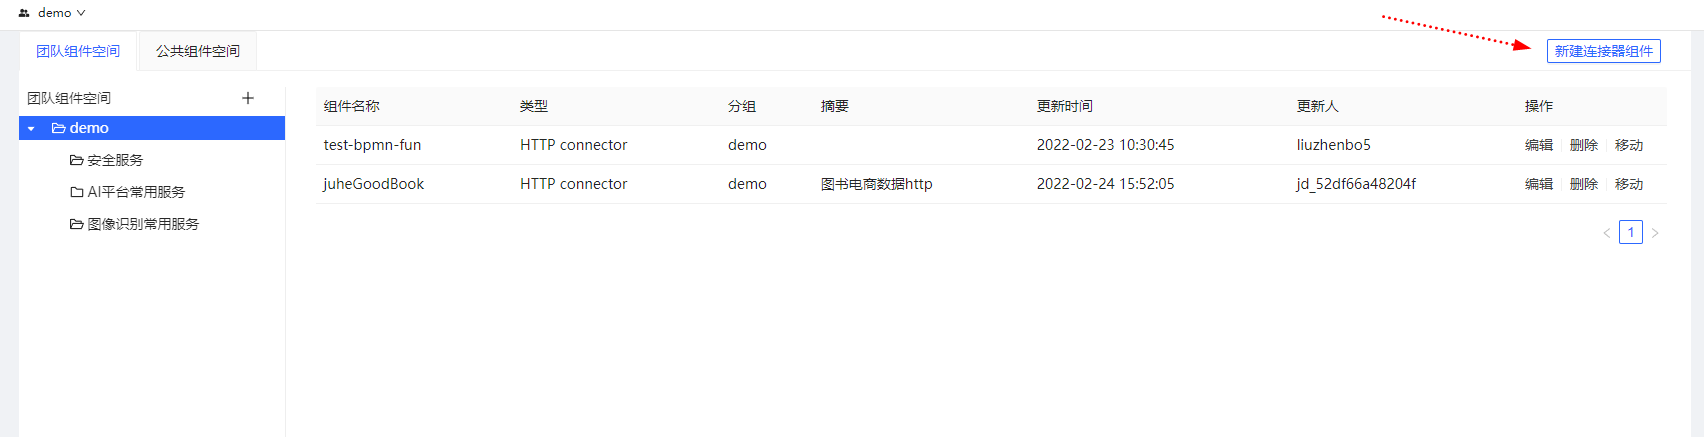 demo
团队组件空间 公共组件空间 新建连接器组件
团队组件空间
demo
安全服务
AI平台常用服务
图像识别常用服务
组件名称 类型 分组 摘要 更新时间 更新人 操作
test-bpmn-fun HTTP connector demo 2022-02-23 10:30:45 liuzhenbo5 编辑 删除 移动
juheGoodBook HTTP connector demo 图书电商数据http 2022-02-24 15:52:05 jd_52df66a48204f 编辑 删除 移动
1